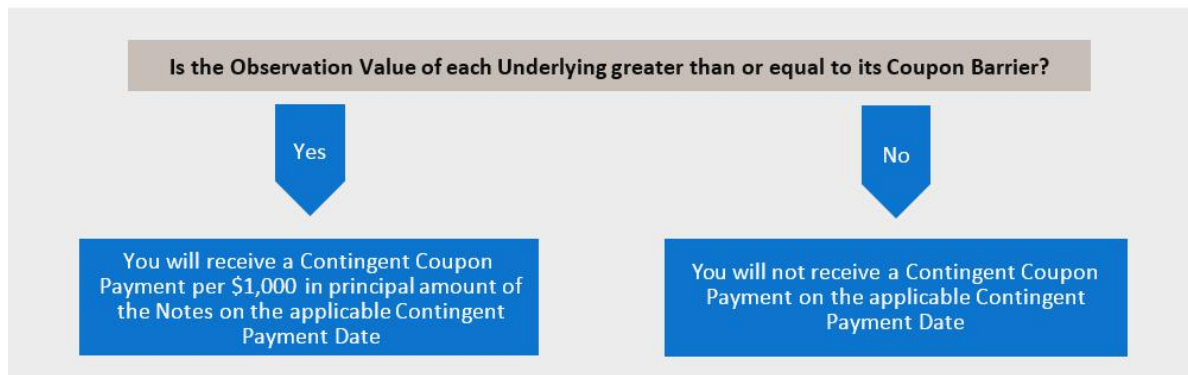 Is the Observation Value of each Underlying greater than or equal to its Coupon Barrier?
Yes
No
You will receive a Contingent Coupon
Payment per $1,000 in principal amount of
the Notes on the applicable Contingent
Payment Date
You will not receive a Contingent Coupon
Payment on the applicable Contingent
Payment Date